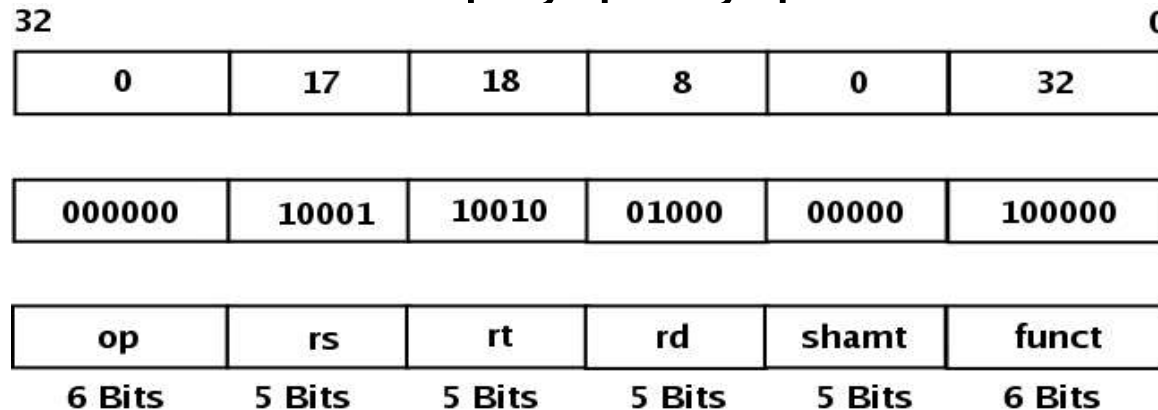 32 0
0 17 18 8 0 32
000000 10001 10010 01000 00000 100000
op rs rt rd shamt funct
6 Bits 5 Bits 5 Bits 5 Bits 5 Bits 6 Bits